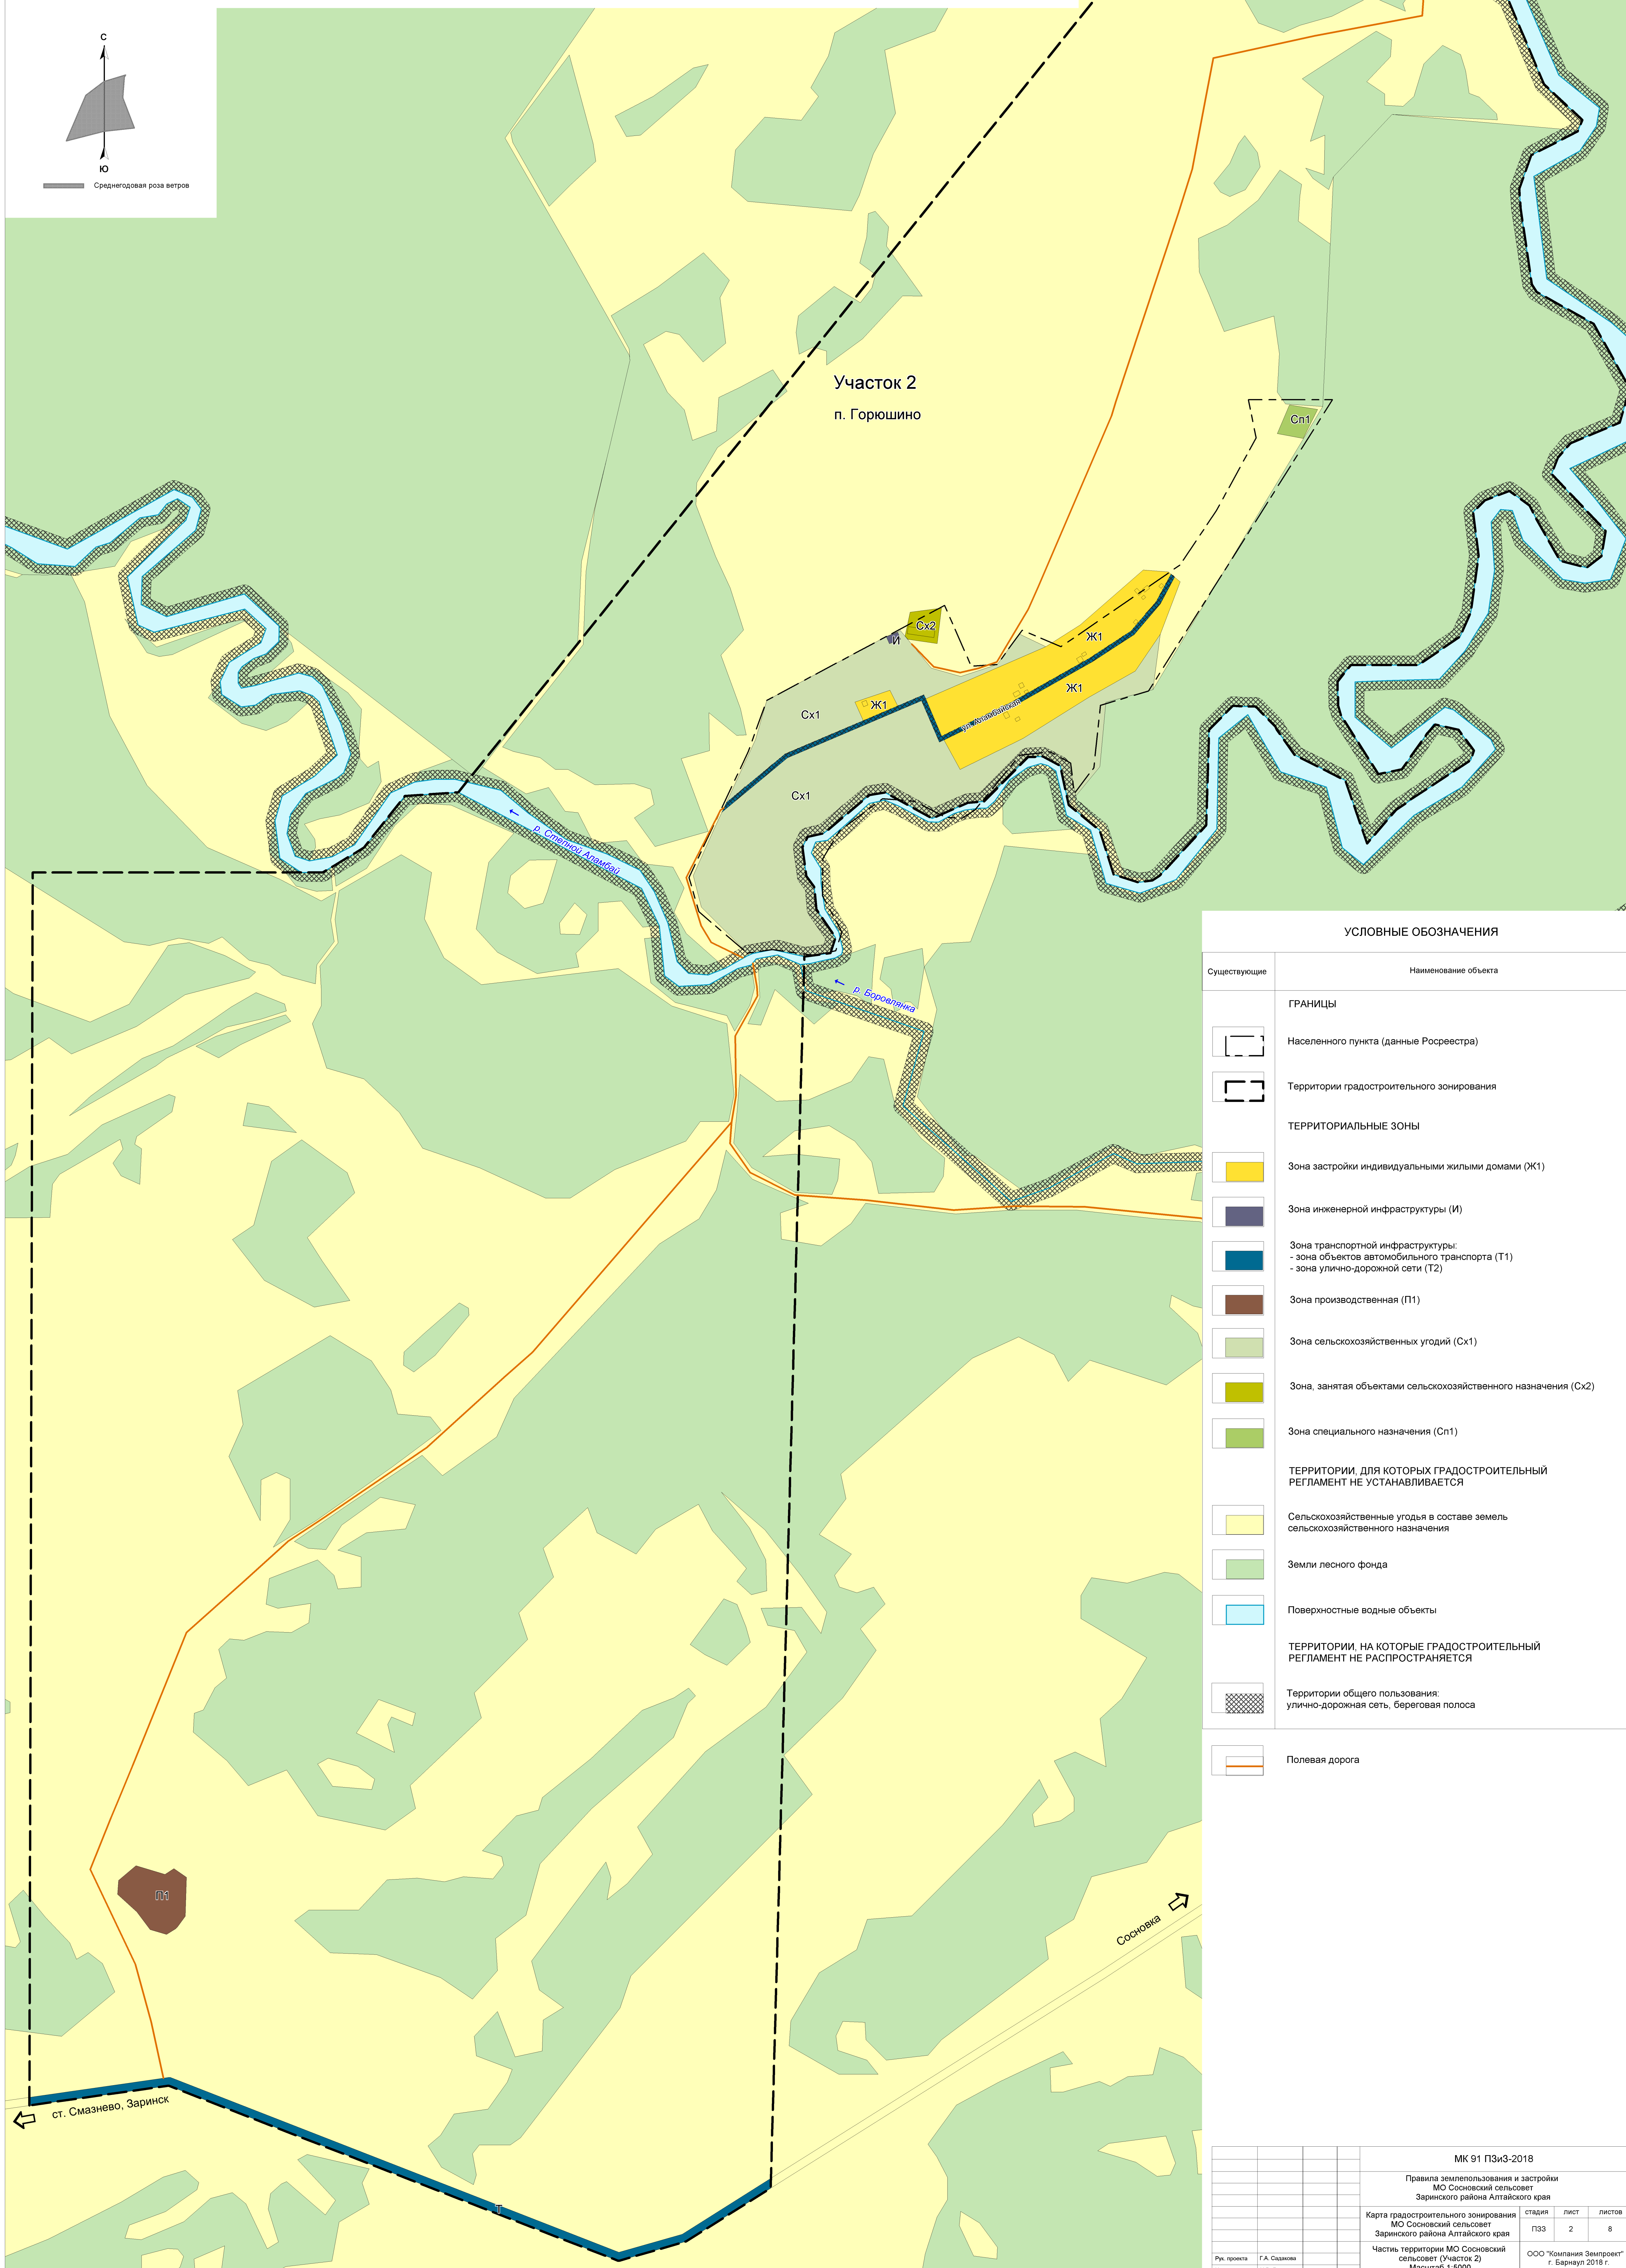 С
Ю
Среднегодовая роза ветров
Участок 2
п. Горюшино
Сп1
Сх2
И
Ж1
Ж1
Ж1
Сх1
Сх1
р. Степной Аламбай
р. Боровлянка
П1
Сосновка
ст. Смазнево, Заринск
Т
УСЛОВНЫЕ ОБОЗНАЧЕНИЯ
Существующие
Наименование объекта
ГРАНИЦЫ
Населенного пункта (данные Росреестра)
Территории градостроительного зонирования
ТЕРРИТОРИАЛЬНЫЕ ЗОНЫ
Зона застройки индивидуальными жилыми домами (Ж1)
Зона инженерной инфраструктуры (И)
Зона транспортной инфраструктуры:
- зона объектов автомобильного транспорта (Т1)
- зона улично-дорожной сети (Т2)
Зона производственная (П1)
Зона сельскохозяйственных угодий (Сх1)
Зона, занятая объектами сельскохозяйственного назначения (Сх2)
Зона специального назначения (Сп1)
ТЕРРИТОРИИ, ДЛЯ КОТОРЫХ ГРАДОСТРОИТЕЛЬНЫЙ
РЕГЛАМЕНТ НЕ УСТАНАВЛИВАЕТСЯ
Сельскохозяйственные угодья в составе земель
сельскохозяйственного назначения
Земли лесного фонда
Поверхностные водные объекты
ТЕРРИТОРИИ, НА КОТОРЫЕ ГРАДОСТРОИТЕЛЬНЫЙ
РЕГЛАМЕНТ НЕ РАСПРОСТРАНЯЕТСЯ
Территории общего пользования:
улично-дорожная сеть, береговая полоса
Полевая дорога
МК 91 ПЗиЗ-2018
Правила землепользования и застройки
МО Сосновский сельсовет
Заринского района Алтайского края
Карта градостроительного зонирования
МО Сосновский сельсовет
Заринского района Алтайского края
стадия лист листов
ПЗЗ 2 8
Рук. проекта Г.А. Садакова
Частиь территории МО Сосновский
сельсовет (Участок 2)
Масштаб 1:5000
ООО "Компания Земпроект"
г. Барнаул 2018 г.